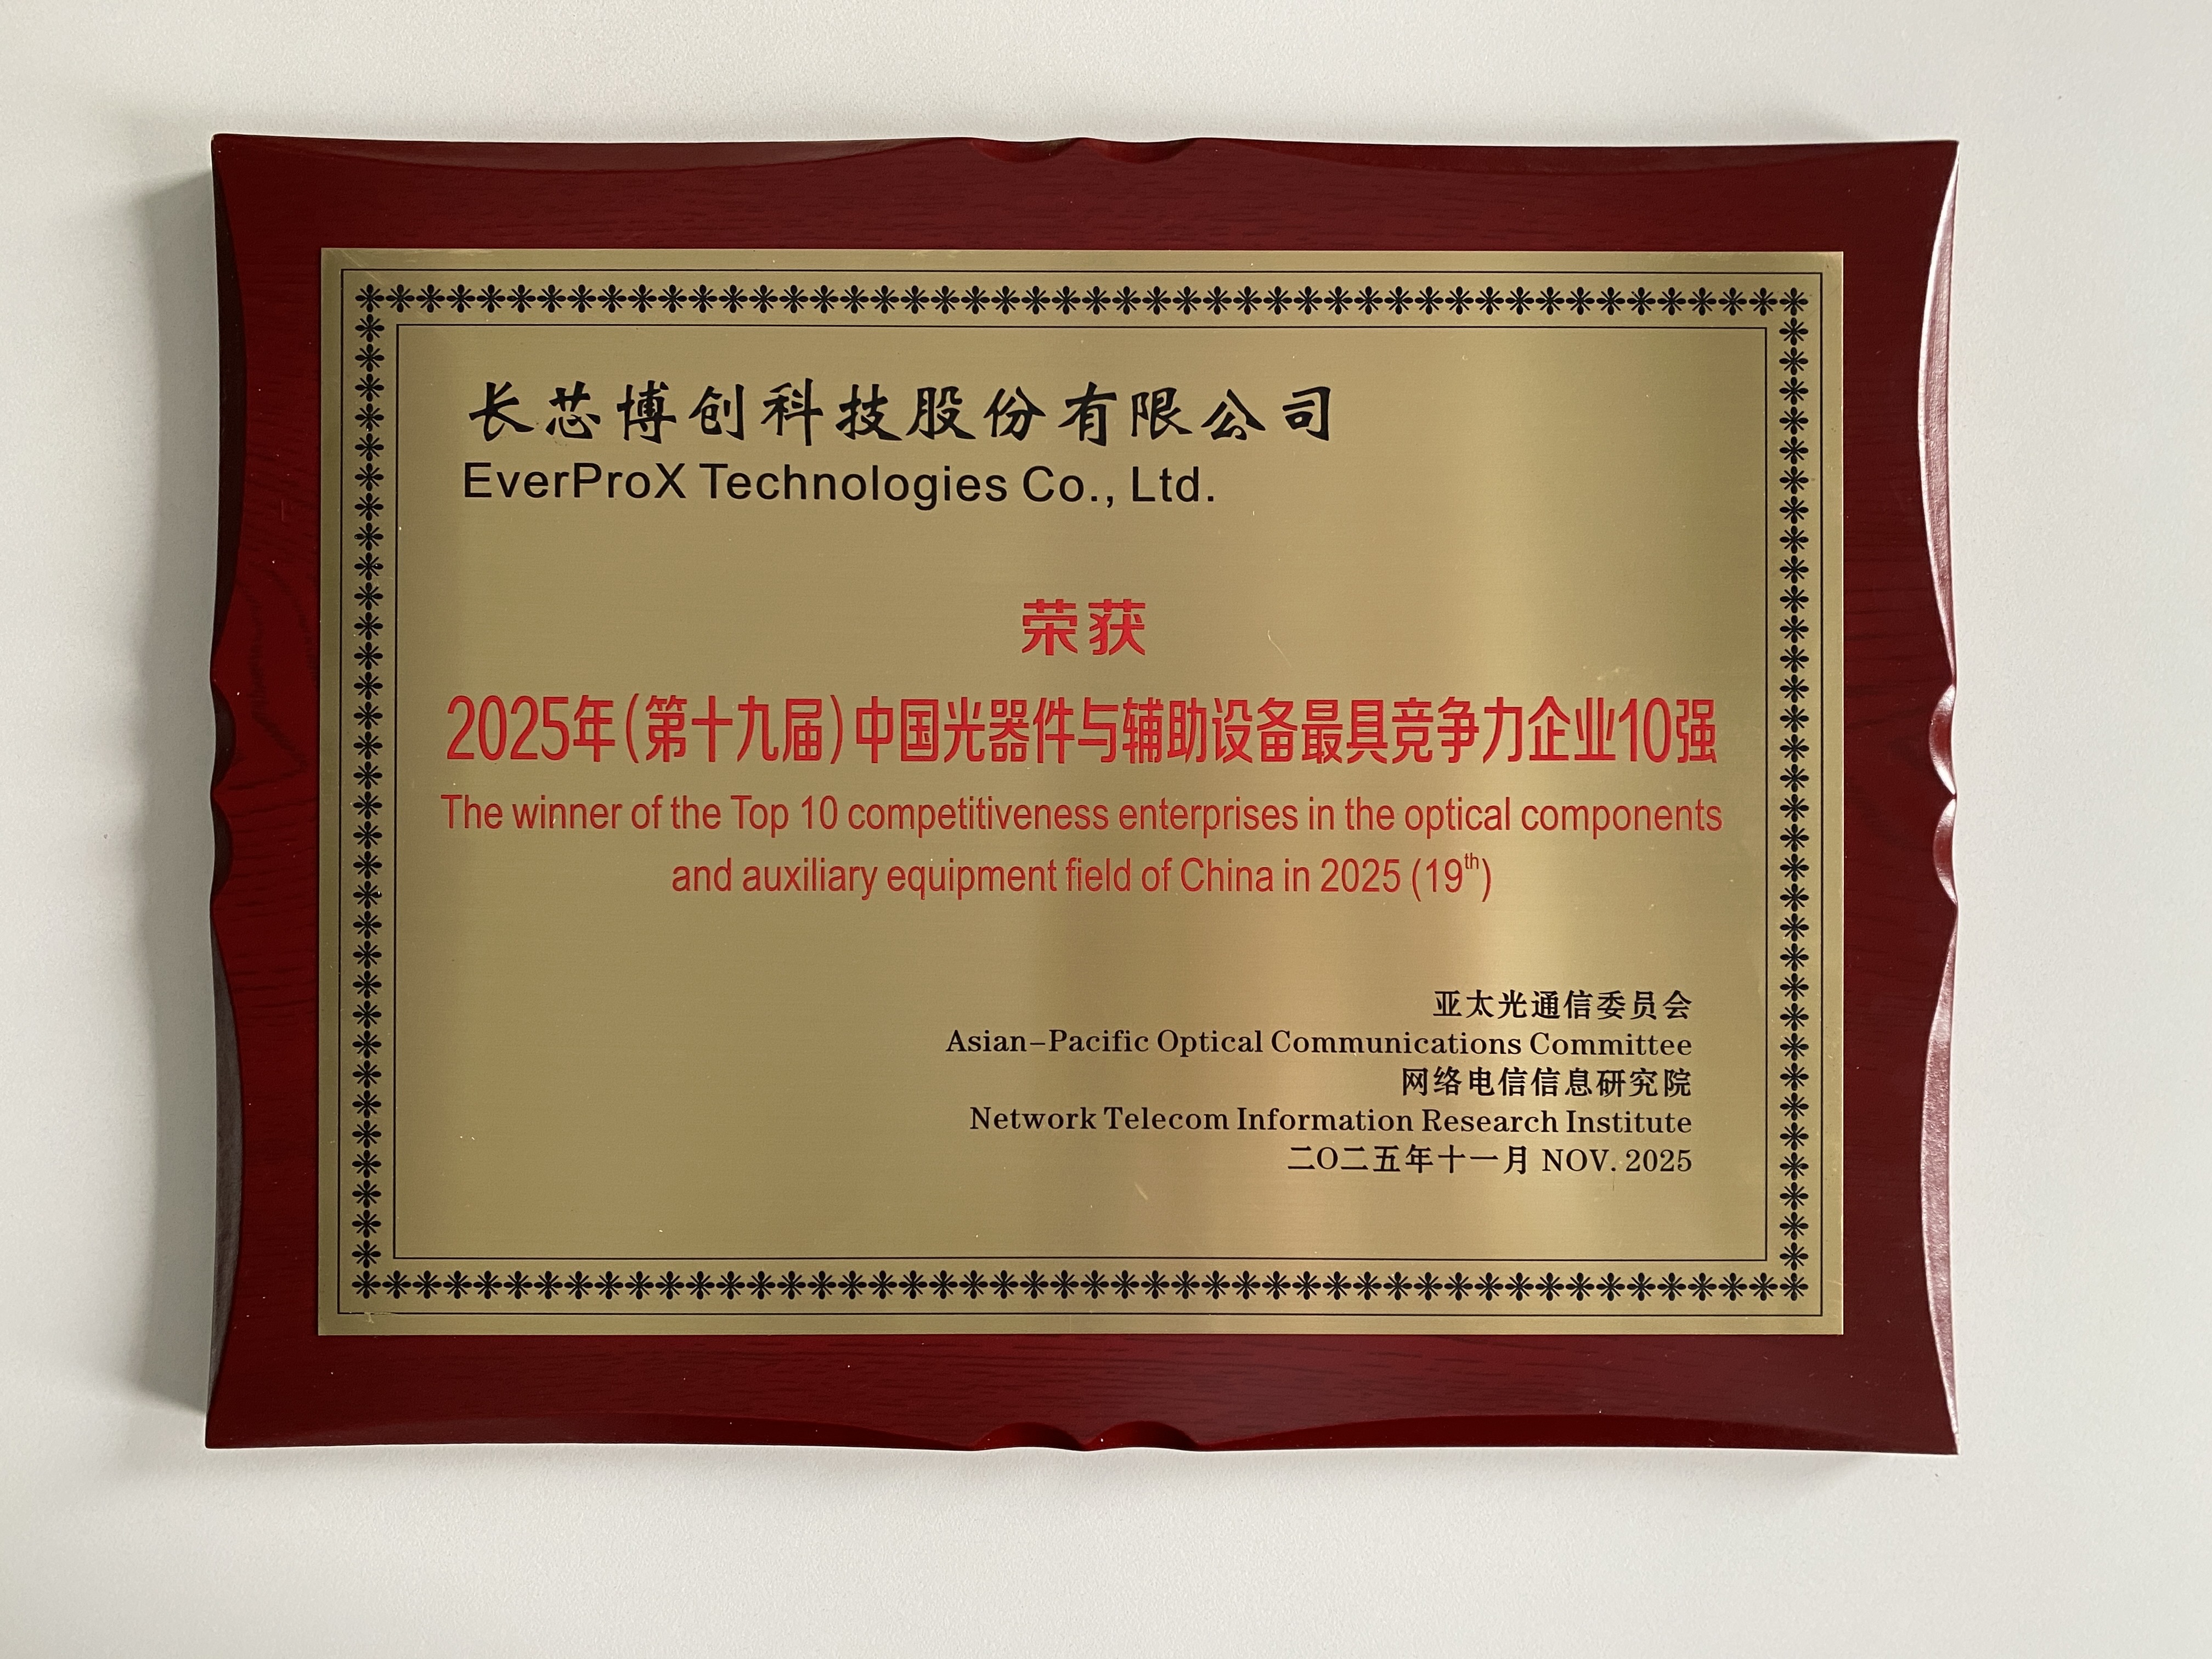 长芯博创科技股份有限公司
EverProX Technologies Co., Ltd.
荣获
2025年(第十九届)中国光器件与辅助设备最具竞争力企业10强
The winner of the Top 10 competitiveness enterprises in the optical components
and auxiliary equipment field of China in 2025 (19th)
亚太光通信委员会
Asian-Pacific Optical Communications Committee
网络电信信息研究院
Network Telecom Information Research Institute
二O二五年十一月 NOV. 2025